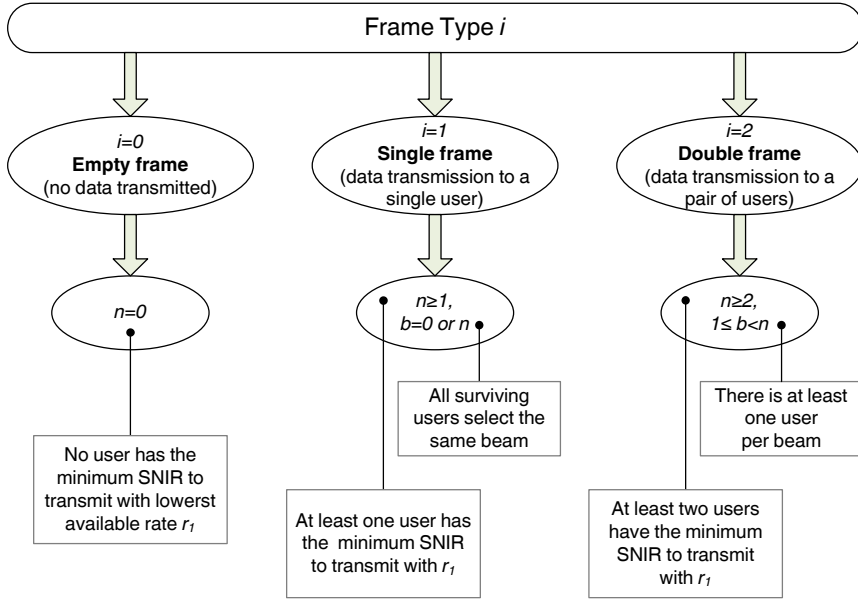 Frame Type i
i=0
Empty frame
(no data transmitted)
i=1
Single frame
(data transmission to a
single user)
i=2
Double frame
(data transmission to a
pair of users)
n=0
n≥1,
b=0 or n
n≥2,
1≤ b<n
All surviving
users select the
same beam
There is at least
one user
per beam
No user has the
minimum SNIR to
transmit with lowerst
available rate r₁
At least one user has
the minimum SNIR
to transmit with r₁
At least two users
have the minimum
SNIR to transmit
with r₁